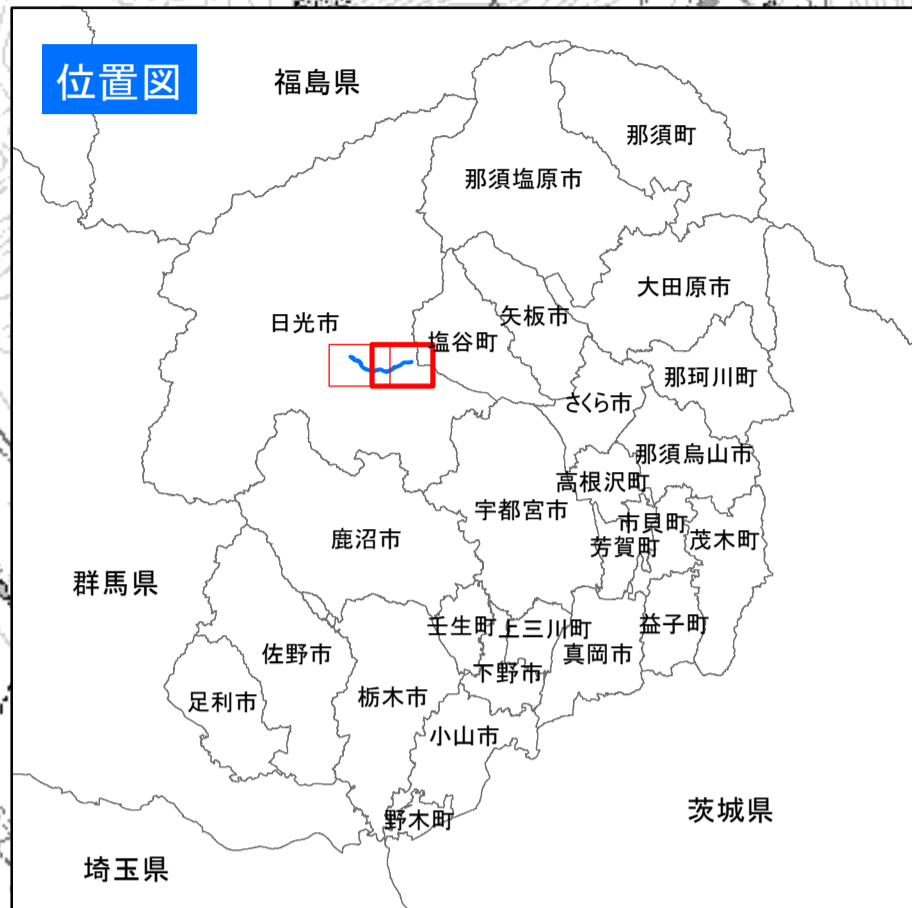 位置図
福島県
那須町
那須塩原市
大田原市
日光市
矢板市
塩谷町
那珂川町
さくら市
那須烏山市
高根沢町
宇都宮市
市貝町
茂木町
鹿沼市
芳賀町
群馬県
壬生町
上三川町
益子町
佐野市
真岡市
下野市
足利市
栃木市
小山市
茨城県
野木町
埼玉県